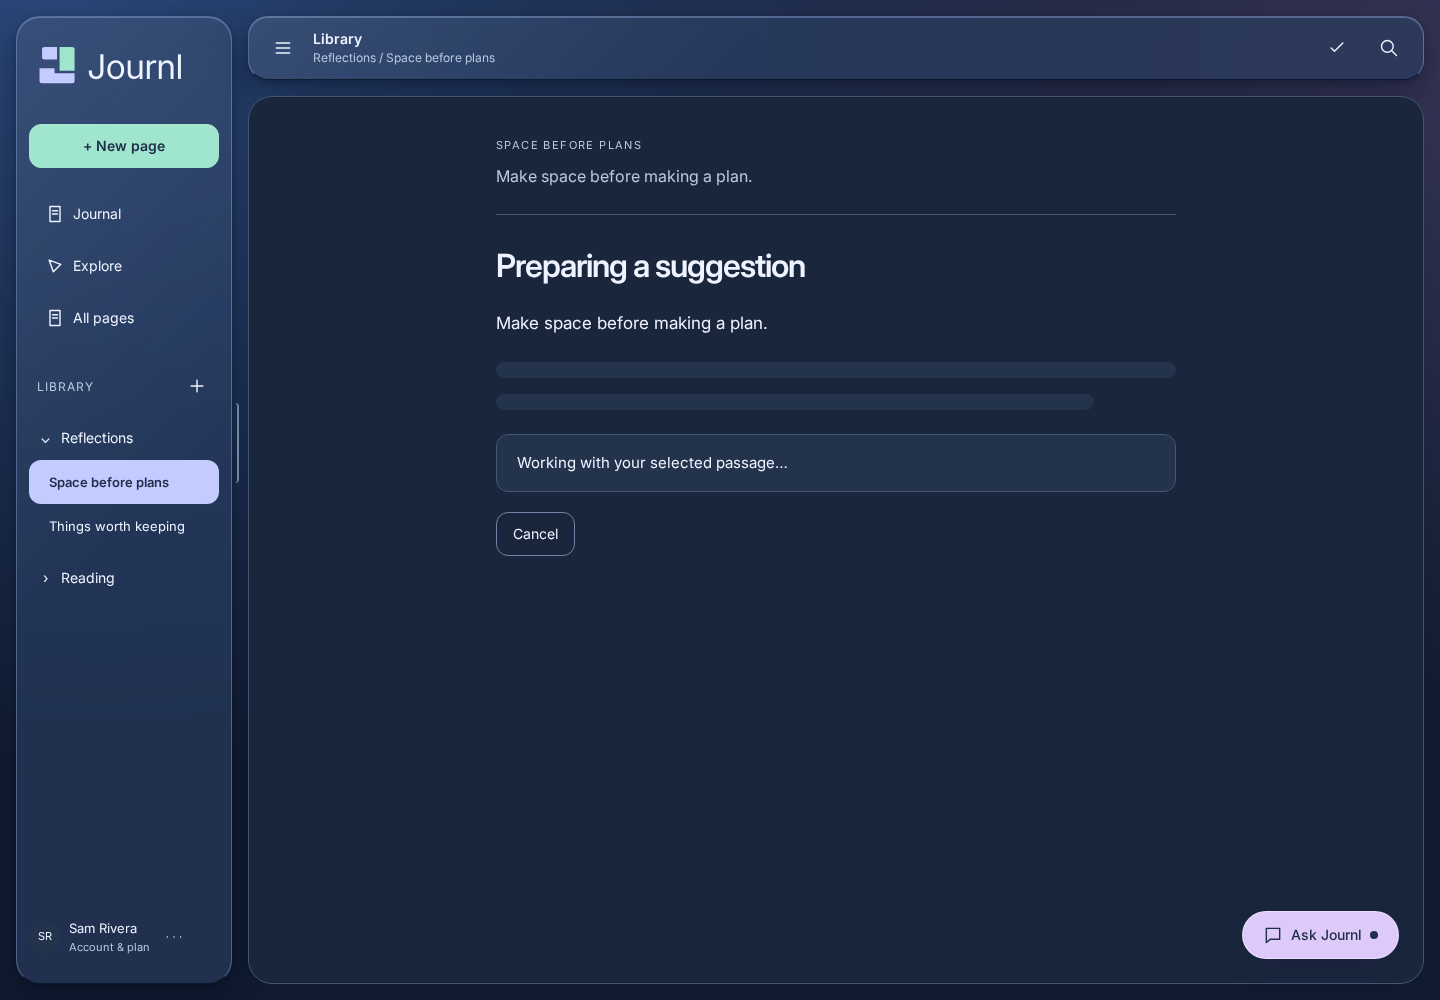 Journl
+ New page
Journal
Explore
All pages
LIBRARY
Reflections
Space before plans
Things worth keeping
Reading
SR
Sam Rivera
Account & plan
...
Library
Reflections / Space before plans
SPACE BEFORE PLANS
Make space before making a plan.
Preparing a suggestion
Make space before making a plan.
Working with your selected passage...
Cancel
Ask Journl